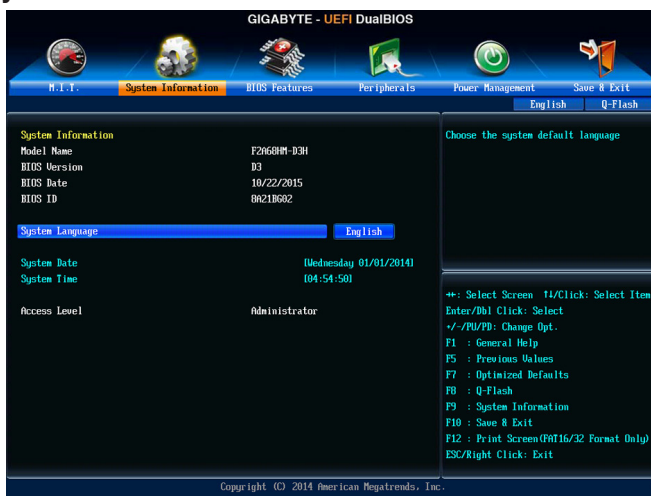 GIGABYTE - UEFI DualBIOS
M.I.T.
System Information
BIOS Features
Peripherals
Power Management
Save & Exit
English
Q-Flash
System Information
Model Name F2A68HM-D3H
BIOS Version D3
BIOS Date 10/22/2015
BIOS ID 8A21BG02
System Language English
System Date [Wednesday 01/01/2014]
System Time [04:54:50]
Access Level Administrator
Choose the system default language
→←: Select Screen ↑↓/Click: Select Item
Enter/Dbl Click: Select
+/-/PU/PD: Change Opt.
F1 : General Help
F5 : Previous Values
F7 : Optimized Defaults
F8 : Q-Flash
F9 : System Information
F10 : Save & Exit
F12 : Print Screen(FAT16/32 Format Only)
ESC/Right Click: Exit
Copyright (C) 2014 American Megatrends, Inc.